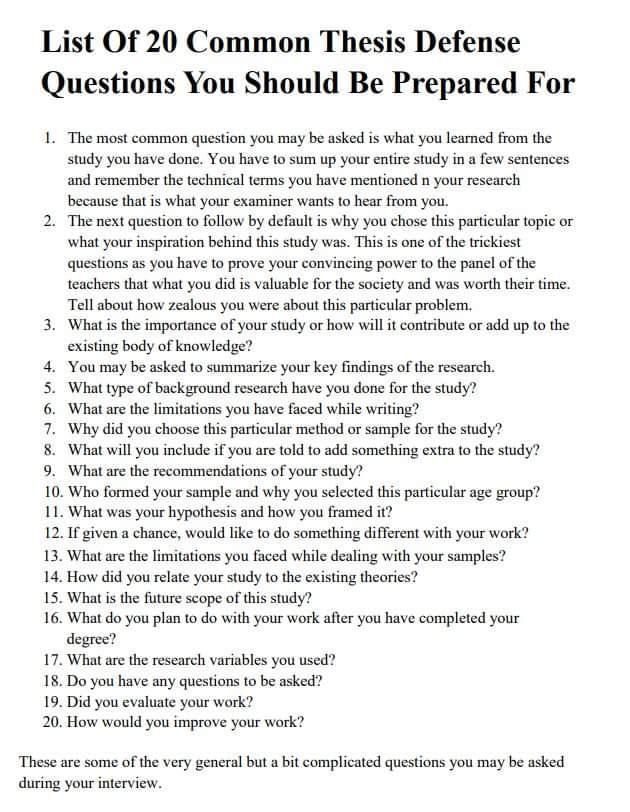 List Of 20 Common Thesis Defense
Questions You Should Be Prepared For
1. The most common question you may be asked is what you learned from the
study you have done. You have to sum up your entire study in a few sentences
and remember the technical terms you have mentioned n your research
because that is what your examiner wants to hear from you.
2. The next question to follow by default is why you chose this particular topic or
what your inspiration behind this study was. This is one of the trickiest
questions as you have to prove your convincing power to the panel of the
teachers that what you did is valuable for the society and was worth their time.
Tell about how zealous you were about this particular problem.
3. What is the importance of your study or how will it contribute or add up to the
existing body of knowledge?
4. You may be asked to summarize your key findings of the research.
5. What type of background research have you done for the study?
6. What are the limitations you have faced while writing?
7. Why did you choose this particular method or sample for the study?
8. What will you include if you are told to add something extra to the study?
9. What are the recommendations of your study?
10. Who formed your sample and why you selected this particular age group?
11. What was your hypothesis and how you framed it?
12. If given a chance, would like to do something different with your work?
13. What are the limitations you faced while dealing with your samples?
14. How did you relate your study to the existing theories?
15. What is the future scope of this study?
16. What do you plan to do with your work after you have completed your
degree?
17. What are the research variables you used?
18. Do you have any questions to be asked?
19. Did you evaluate your work?
20. How would you improve your work?
These are some of the very general but a bit complicated questions you may be asked
during your interview.